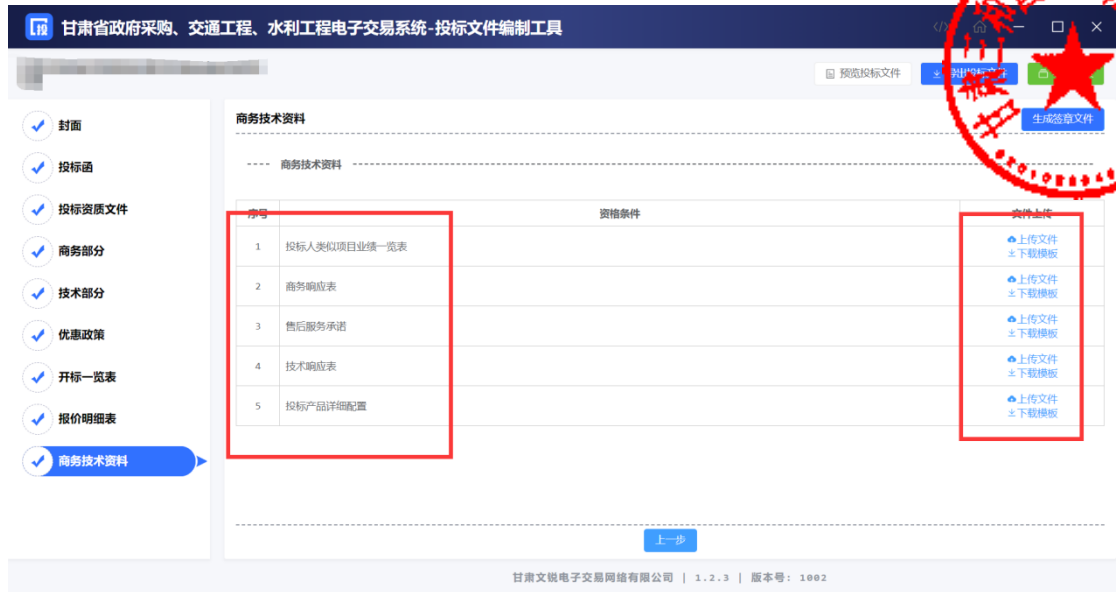 投 甘肃省政府采购、交通工程、水利工程电子交易系统-投标文件编制工具
预览投标文件
生成签章文件
封面
投标函
投标资质文件
商务部分
技术部分
优惠政策
开标一览表
报价明细表
商务技术资料
商务技术资料
商务技术资料
序号 资格条件 文件上传
1 投标人类似项目业绩一览表 上传文件
下载模板
2 商务响应表 上传文件
下载模板
3 售后服务承诺 上传文件
下载模板
4 技术响应表 上传文件
下载模板
5 投标产品详细配置 上传文件
下载模板
上一步
甘肃文锐电子交易网络有限公司 | 1.2.3 | 版本号: 1002